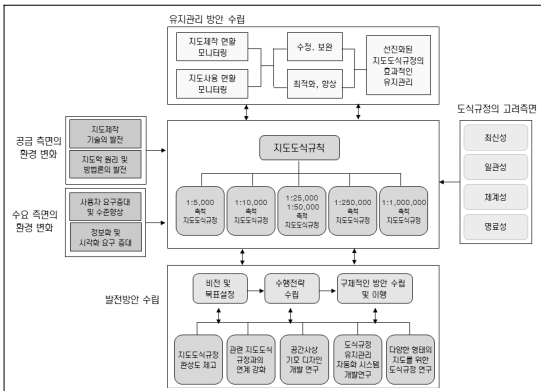 유지관리 방안 수립
지도제작 현황
모니터링
지도사용 현황
모니터링
수정. 보완
최적화, 향상
선진화된
지도도식규정의
효과적인
유지관리
공급 측면의
환경 변화
지도제작
기술의 발전
지도학 원리 및
방법론의 발전
수요 측면의
환경 변화
사용자 요구증대
및 수준향상
정보화 및
시각화 요구 증대
지도도식규칙
1:5,000
축척
지도도식규정
1:10,000
축척
지도도식규정
1:25,000
1:50,000
축척
지도도식규정
1:250,000
축척
지도도식규정
1:1,000,000
축척
지도도식규정
도식규정의 고려측면
최신성
일관성
체계성
명료성
발전방안 수립
비전 및
목표설정
수행전략
수립
구체적인 방안 수립
및 이행
지도도식규정
완성도 제고
관련 지도도식
규정과의
연계 강화
공간사상
기호 디자인
개발 연구
도식규정
유지관리
자동화 시스템
개발연구
다양한 형태의
지도를 위한
도식규정 연구